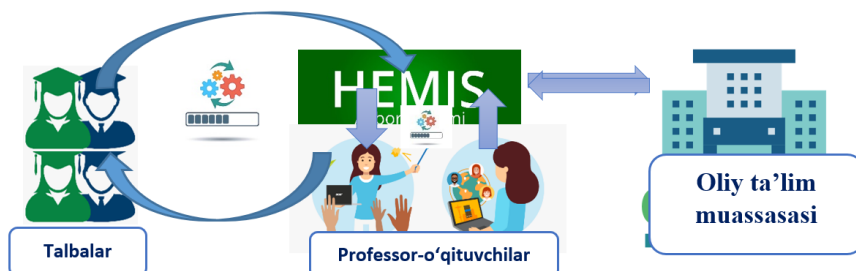 HEMIS
Talbalar
Professor-o‘qituvchilar
Oliy ta’lim
muassasasi